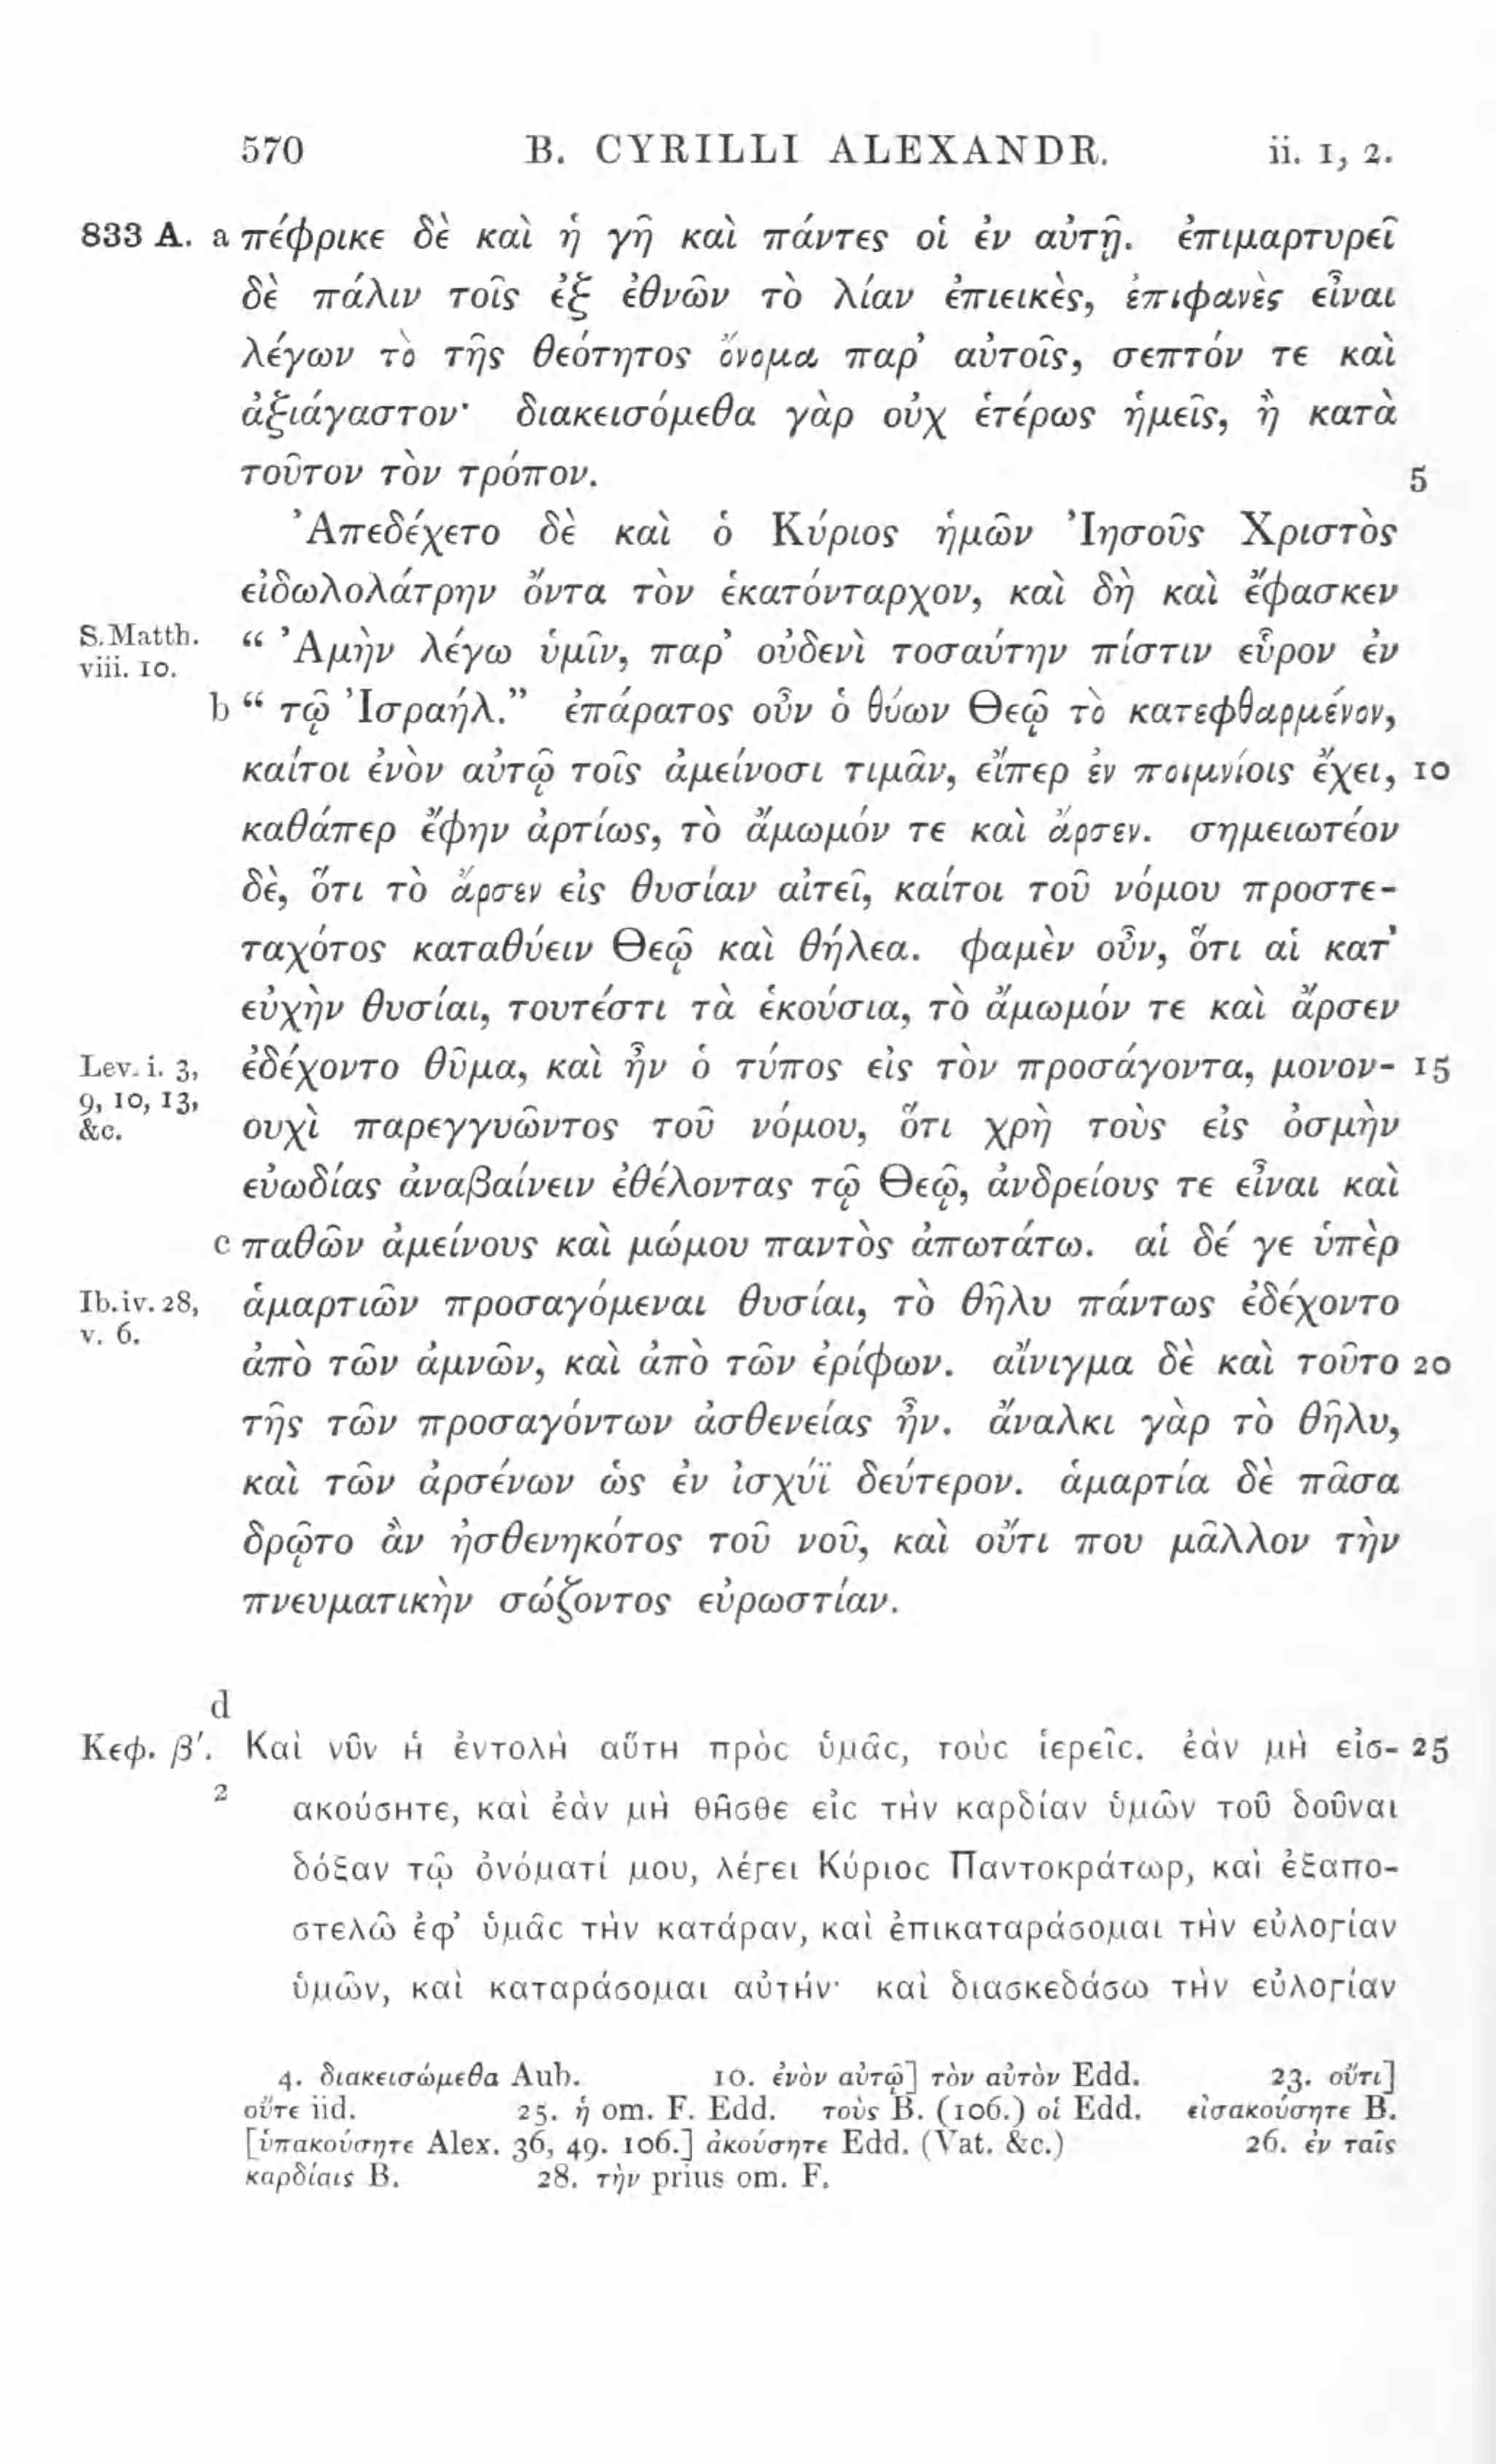 570 B. CYRILLI ALEXANDR. ii. 1, 2.
833 A. a πέφρικε δὲ καὶ ἡ γῆ καὶ πάντες οἱ ἐν αὐτῇ. ἐπιμαρτυρεῖ
δὲ πάλιν τοῖς ἐξ ἐθνῶν τὸ λίαν ἐπιεικὲς, ἐπιφανὲς εἶναι
λέγων τὸ τῆς θεότητος ὄνομα παρ’ αὐτοῖς, σεπτόν τε καὶ
ἀξιάγαστον· διακεισόμεθα γὰρ οὐχ ἑτέρως ἡμεῖς, ἢ κατὰ
τοῦτον τὸν τρόπον. 5
Ἀπεδέχετο δὲ καὶ ὁ Κύριος ἡμῶν Ἰησοῦς Χριστὸς
εἰδωλολάτρην ὄντα τὸν ἑκατόνταρχον, καὶ δὴ καὶ ἔφασκεν
S. Matth. viii. 10. “ Ἀμὴν λέγω ὑμῖν, παρ’ οὐδενὶ τοσαύτην πίστιν εὗρον ἐν
b “ τῷ Ἰσραήλ.” ἐπάρατος οὖν ὁ θύων Θεῷ τὸ κατεφθαρμένον,
καίτοι ἐνὸν αὐτῷ τοῖς ἀμείνοσι τιμᾶν, εἴπερ ἐν ποιμνίοις ἔχει, 10
καθάπερ ἔφην ἀρτίως, τὸ ἄμωμόν τε καὶ ἄρσεν. σημειωτέον
δὲ, ὅτι τὸ ἄρσεν εἰς θυσίαν αἰτεῖ, καίτοι τοῦ νόμου προστε-
ταχότος καταθύειν Θεῷ καὶ θήλεα. φαμὲν οὖν, ὅτι αἱ κατ’
εὐχὴν θυσίαι, τουτέστι τὰ ἑκούσια, τὸ ἄμωμόν τε καὶ ἄρσεν
Lev. i. 3, 9, 10, 13, &c. ἐδέχοντο θῦμα, καὶ ἦν ὁ τύπος εἰς τὸν προσάγοντα, μονον- 15
ουχὶ παρεγγυῶντος τοῦ νόμου, ὅτι χρὴ τοὺς εἰς ὀσμὴν
εὐωδίας ἀναβαίνειν ἐθέλοντας τῷ Θεῷ, ἀνδρείους τε εἶναι καὶ
c παθῶν ἀμείνους καὶ μώμου παντὸς ἀπωτάτω. αἱ δέ γε ὑπὲρ
Ib. iv. 28, v. 6. ἁμαρτιῶν προσαγόμεναι θυσίαι, τὸ θῆλυ πάντως ἐδέχοντο
ἀπὸ τῶν ἀμνῶν, καὶ ἀπὸ τῶν ἐρίφων. αἴνιγμα δὲ καὶ τοῦτο 20
τῆς τῶν προσαγόντων ἀσθενείας ἦν. ἄναλκι γὰρ τὸ θῆλυ,
καὶ τῶν ἀρσένων ὡς ἐν ἰσχύϊ δεύτερον. ἁμαρτία δὲ πᾶσα
δρῷτο ἂν ἠσθενηκότος τοῦ νοῦ, καὶ οὔτι που μᾶλλον τὴν
πνευματικὴν σώζοντος εὐρωστίαν.
d
Κεφ. β′. Καὶ νῦν ἡ ἐντολὴ αὕτη πρὸς ὑμᾶς, τοὺς ἱερεῖς. ἐὰν μὴ εἰσ- 25
2 ακούσητε, καὶ ἐὰν μὴ θῆσθε εἰς τὴν καρδίαν ὑμῶν τοῦ δοῦναι
δόξαν τῷ ὀνόματί μου, λέγει Κύριος Παντοκράτωρ, καὶ ἐξαπο-
στελῶ ἐφ’ ὑμᾶς τὴν κατάραν, καὶ ἐπικαταράσομαι τὴν εὐλογίαν
ὑμῶν, καὶ καταράσομαι αὐτήν· καὶ διασκεδάσω τὴν εὐλογίαν
4. διακεισώμεθα Aub. 10. ἐνὸν αὐτῷ] τὸν αὐτὸν Edd. 23. οὔτι]
οὔτε iid. 25. ἡ om. F. Edd. τοὺς B. (106.) οἱ Edd. εἰσακούσητε B.
[ὑπακούσητε Alex. 36, 49. 106.] ἀκούσητε Edd. (Vat. &c.) 26. ἐν ταῖς
καρδίαις B. 28. τὴν prius om. F.